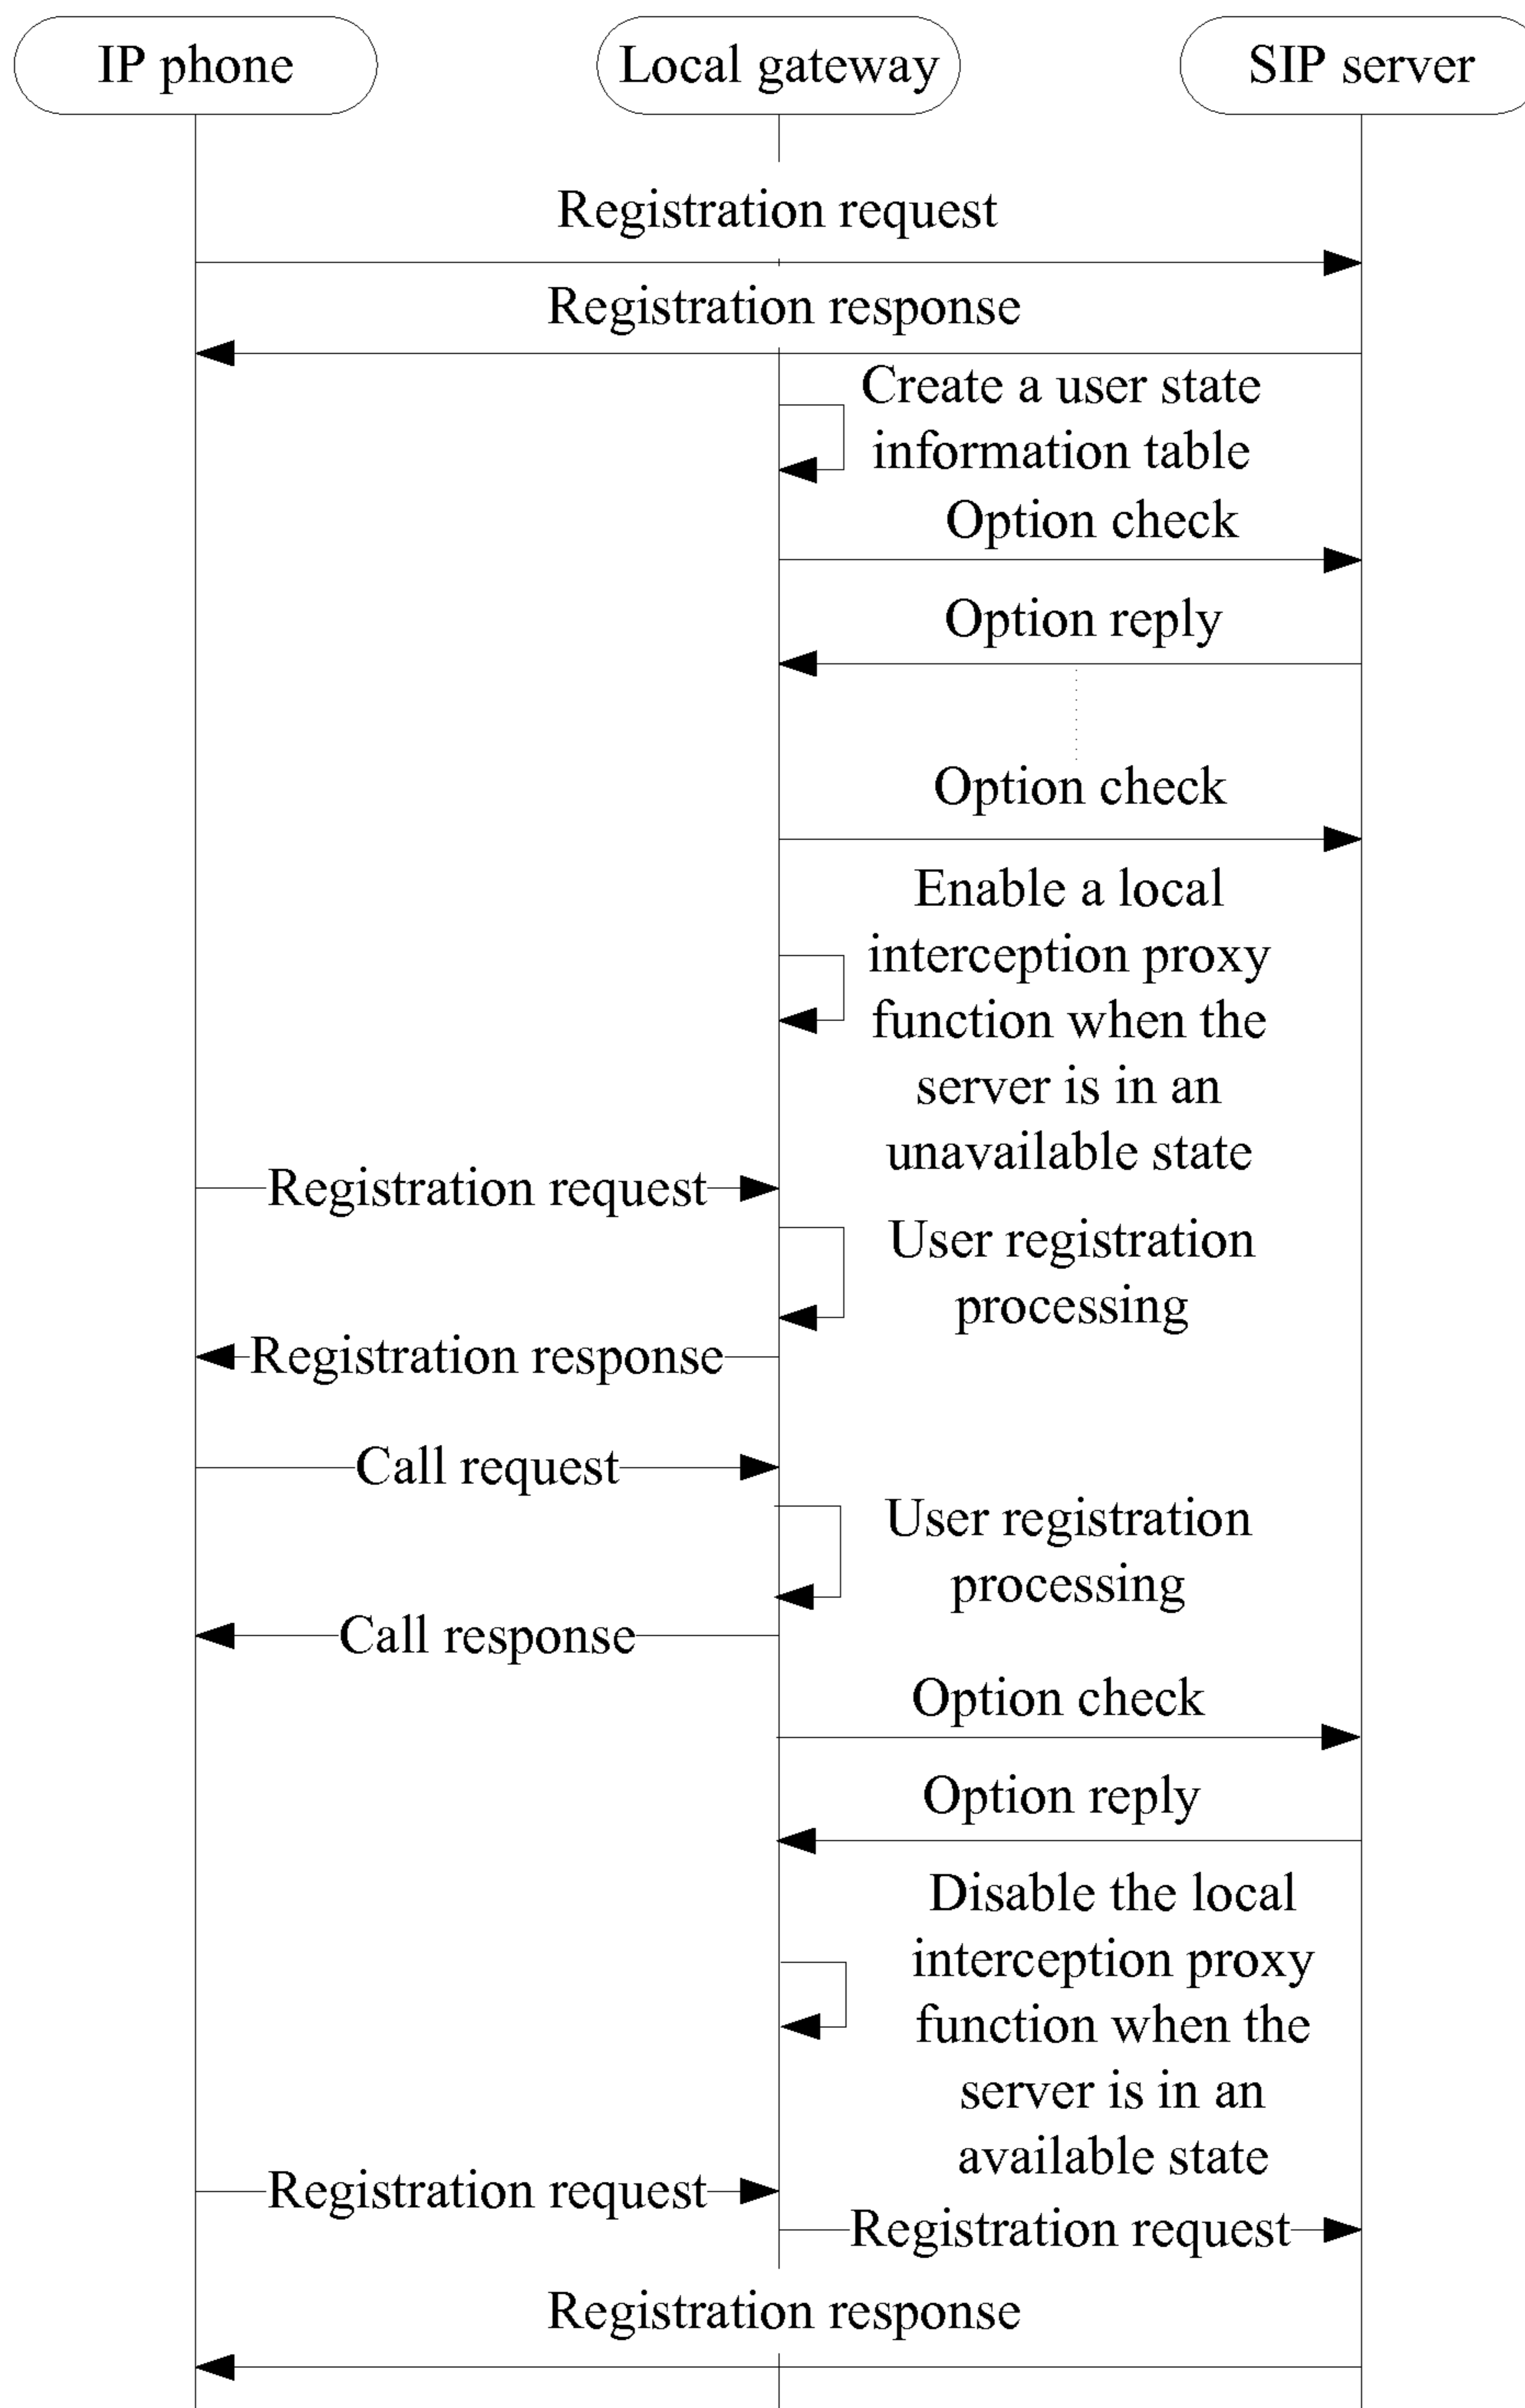 IP phone
Local gateway
SIP server
Registration request
Registration response
Create a user state
information table
Option check
Option reply
Option check
Enable a local
interception proxy
function when the
server is in an
unavailable state
Registration request
User registration
processing
Registration response
Call request
User registration
processing
Call response
Option check
Option reply
Disable the local
interception proxy
function when the
server is in an
available state
Registration request
Registration request
Registration response